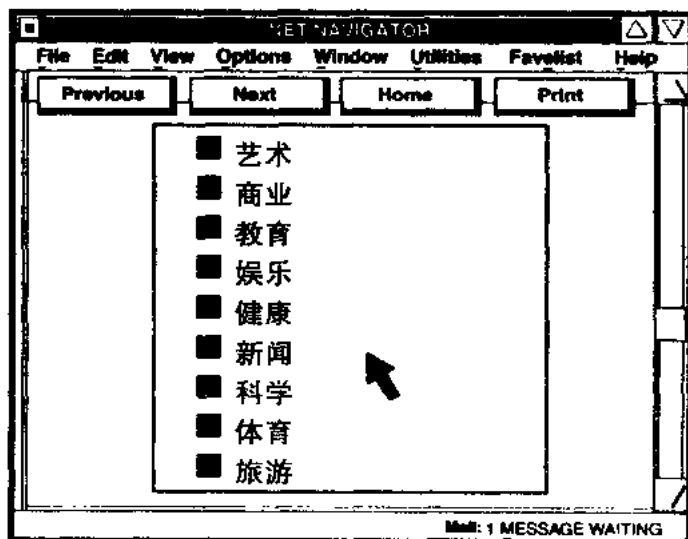 NET NAVIGATOR
File Edit View Options Window Utilities Favelist Help
Previous Next Home Print
艺术
商业
教育
娱乐
健康
新闻
科学
体育
旅游
Mail: 1 MESSAGE WAITING